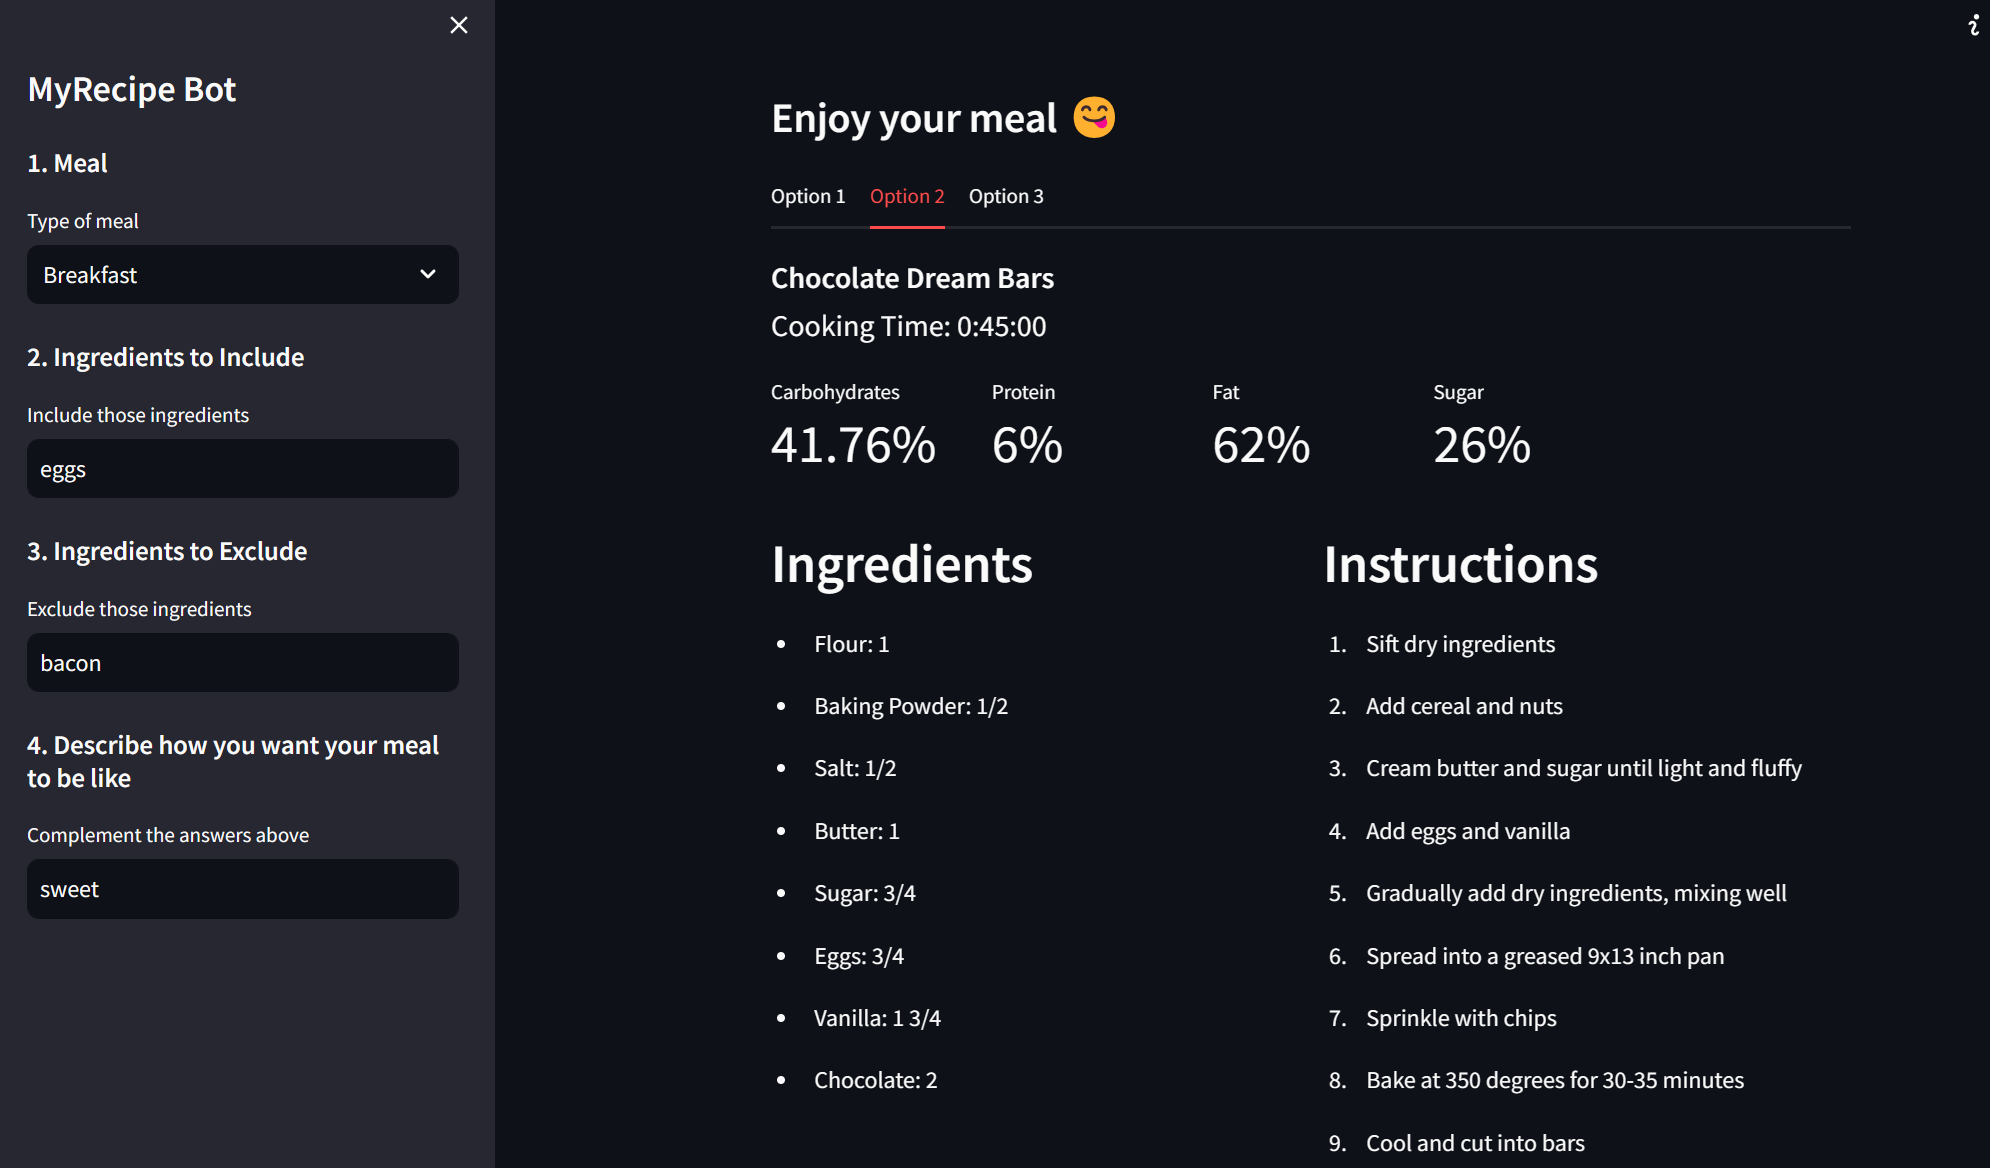 MyRecipe Bot
1. Meal
Type of meal
Breakfast
2. Ingredients to Include
Include those ingredients
eggs
3. Ingredients to Exclude
Exclude those ingredients
bacon
4. Describe how you want your meal
to be like
Complement the answers above
sweet
Enjoy your meal 😋
Option 1 Option 2 Option 3
Chocolate Dream Bars
Cooking Time: 0:45:00
Carbohydrates Protein Fat Sugar
41.76% 6% 62% 26%
Ingredients
• Flour: 1
• Baking Powder: 1/2
• Salt: 1/2
• Butter: 1
• Sugar: 3/4
• Eggs: 3/4
• Vanilla: 1 3/4
• Chocolate: 2
Instructions
1. Sift dry ingredients
2. Add cereal and nuts
3. Cream butter and sugar until light and fluffy
4. Add eggs and vanilla
5. Gradually add dry ingredients, mixing well
6. Spread into a greased 9x13 inch pan
7. Sprinkle with chips
8. Bake at 350 degrees for 30-35 minutes
9. Cool and cut into bars